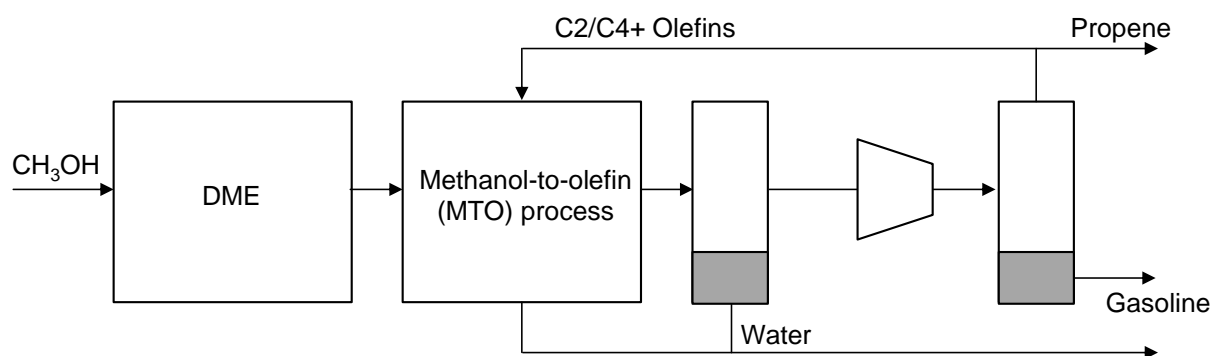 C2/C4+ Olefins
Propene
CH₃OH
DME
Methanol-to-olefin
(MTO) process
Gasoline
Water